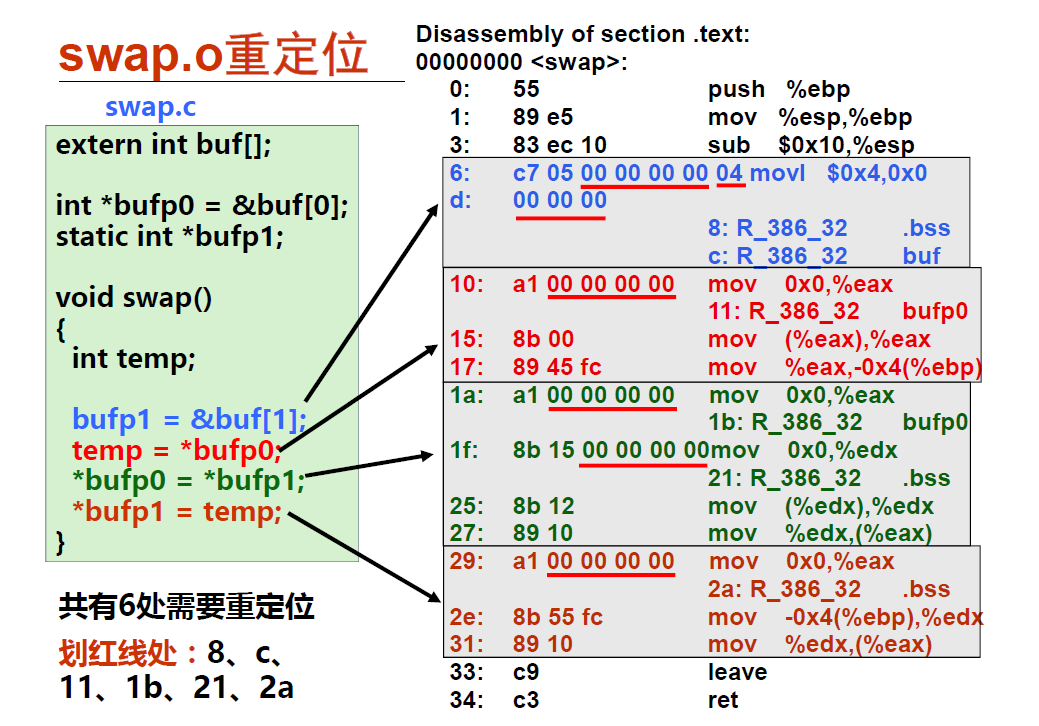 swap.o重定位
swap.c
extern int buf[];
int *bufp0 = &buf[0];
static int *bufp1;
void swap()
{
int temp;
bufp1 = &buf[1];
temp = *bufp0;
*bufp0 = *bufp1;
*bufp1 = temp;
}
共有6处需要重定位
划红线处：8、c、
11、1b、21、2a
Disassembly of section .text:
00000000 <swap>:
0: 55 push %ebp
1: 89 e5 mov %esp,%ebp
3: 83 ec 10 sub $0x10,%esp
6: c7 05 00 00 00 00 04 movl $0x4,0x0
d: 00 00 00
8: R_386_32 .bss
c: R_386_32 buf
10: a1 00 00 00 00 mov 0x0,%eax
11: R_386_32 bufp0
15: 8b 00 mov (%eax),%eax
17: 89 45 fc mov %eax,-0x4(%ebp)
1a: a1 00 00 00 00 mov 0x0,%eax
1b: R_386_32 bufp0
1f: 8b 15 00 00 00 00 mov 0x0,%edx
21: R_386_32 .bss
25: 8b 12 mov (%edx),%edx
27: 89 10 mov %edx,(%eax)
29: a1 00 00 00 00 mov 0x0,%eax
2a: R_386_32 .bss
2e: 8b 55 fc mov -0x4(%ebp),%edx
31: 89 10 mov %edx,(%eax)
33: c9 leave
34: c3 ret